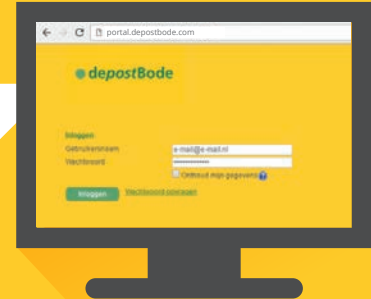 portal.depostbode.com
depostBode
Inloggen
Gebruikersnaam e-mail@e-mail.nl
Wachtwoord
Onthoud mijn gegevens ?
Inloggen Wachtwoord opvragen